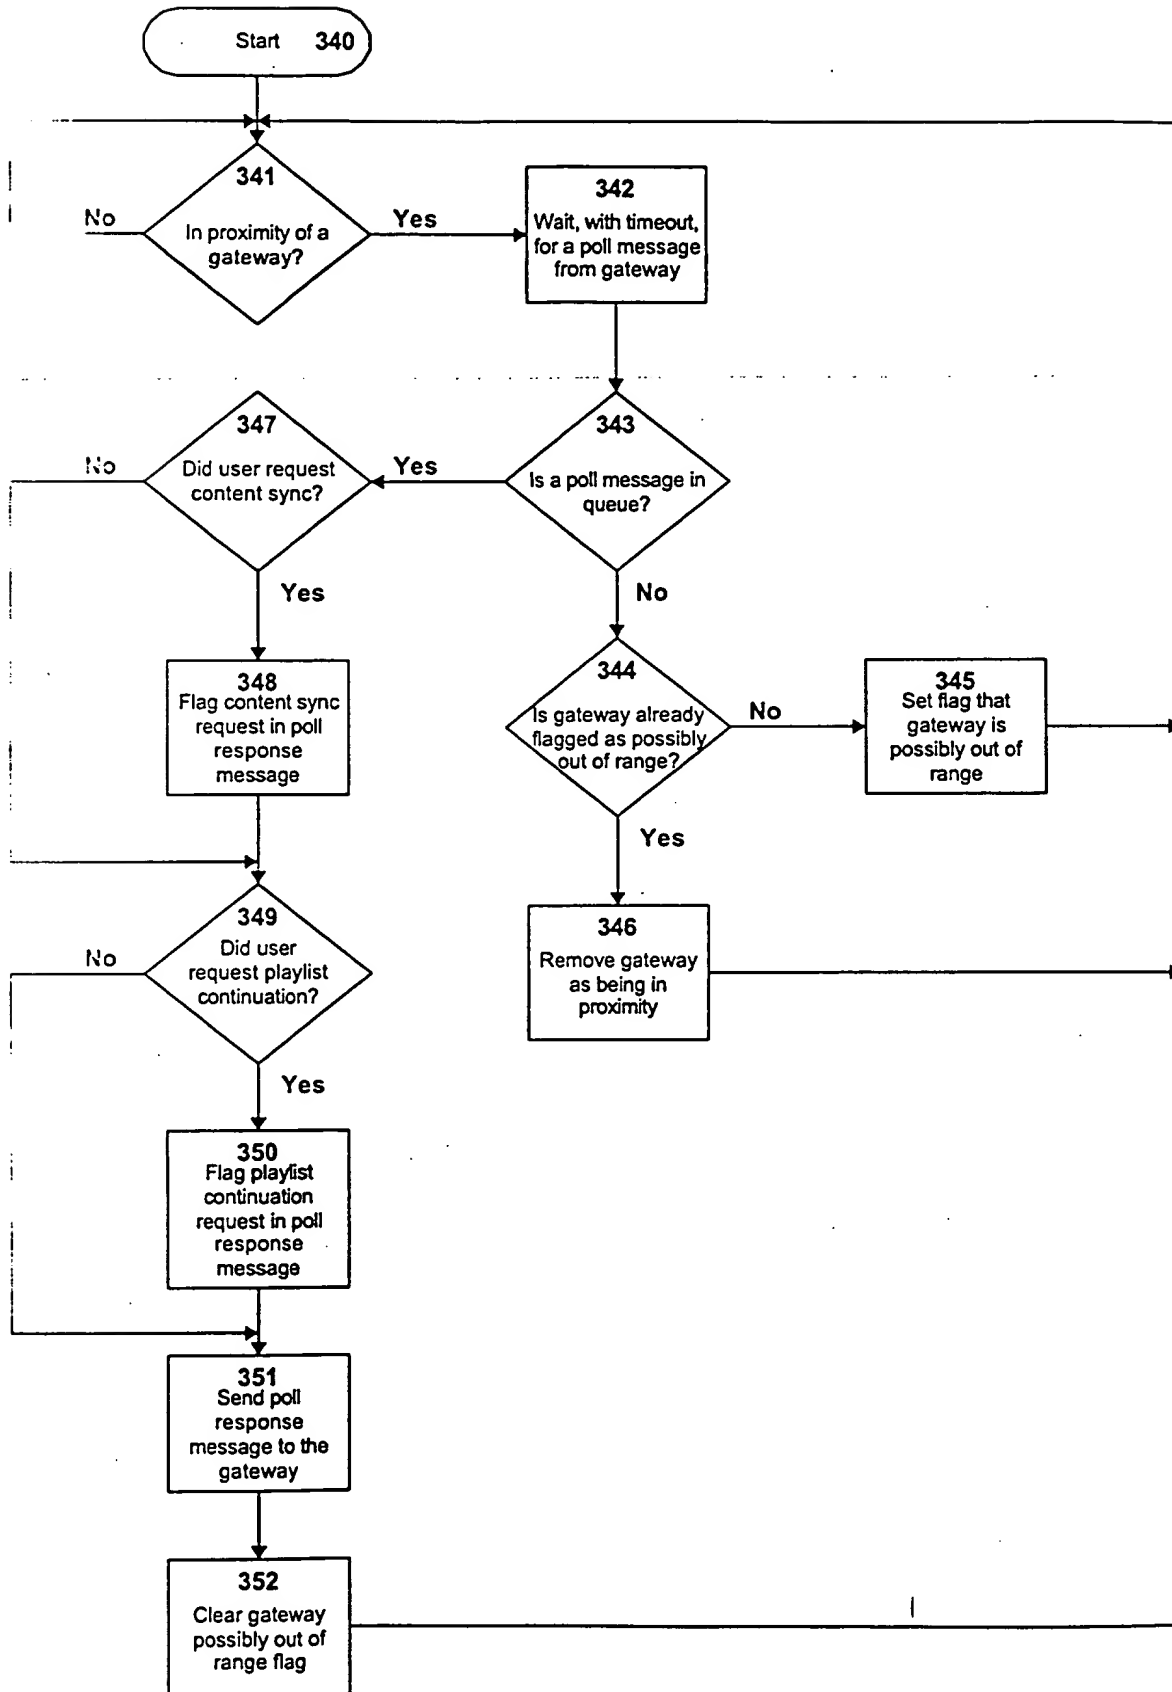 Start 340
341
In proximity of a
gateway?
No
Yes
342
Wait, with timeout,
for a poll message
from gateway
343
Is a poll message in
queue?
Yes
No
347
Did user request
content sync?
No
Yes
344
Is gateway already
flagged as possibly
out of range?
No
Yes
345
Set flag that
gateway is
possibly out of
range
348
Flag content sync
request in poll
response
message
346
Remove gateway
as being in
proximity
349
Did user
request playlist
continuation?
No
Yes
350
Flag playlist
continuation
request in poll
response
message
351
Send poll
response
message to the
gateway
352
Clear gateway
possibly out of
range flag